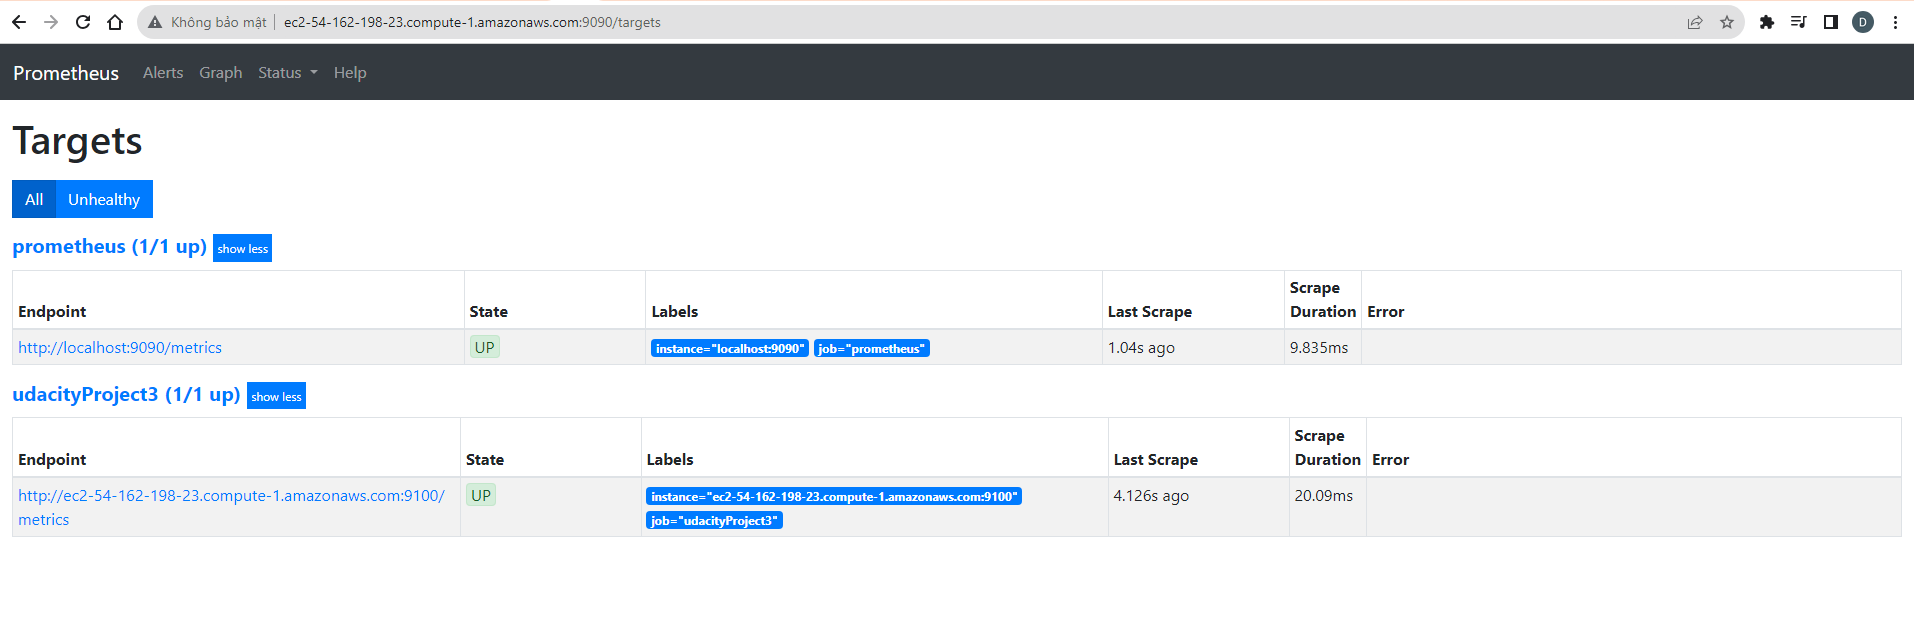 Không bảo mật ec2-54-162-198-23.compute-1.amazonaws.com:9090/targets
D
Prometheus Alerts Graph Status Help
Targets
All Unhealthy
prometheus (1/1 up) show less
Endpoint State Labels Last Scrape Scrape Duration Error
http://localhost:9090/metrics UP instance="localhost:9090" job="prometheus" 1.04s ago 9.835ms
udacityProject3 (1/1 up) show less
Endpoint State Labels Last Scrape Scrape Duration Error
http://ec2-54-162-198-23.compute-1.amazonaws.com:9100/ UP instance="ec2-54-162-198-23.compute-1.amazonaws.com:9100" 4.126s ago 20.09ms
metrics job="udacityProject3"